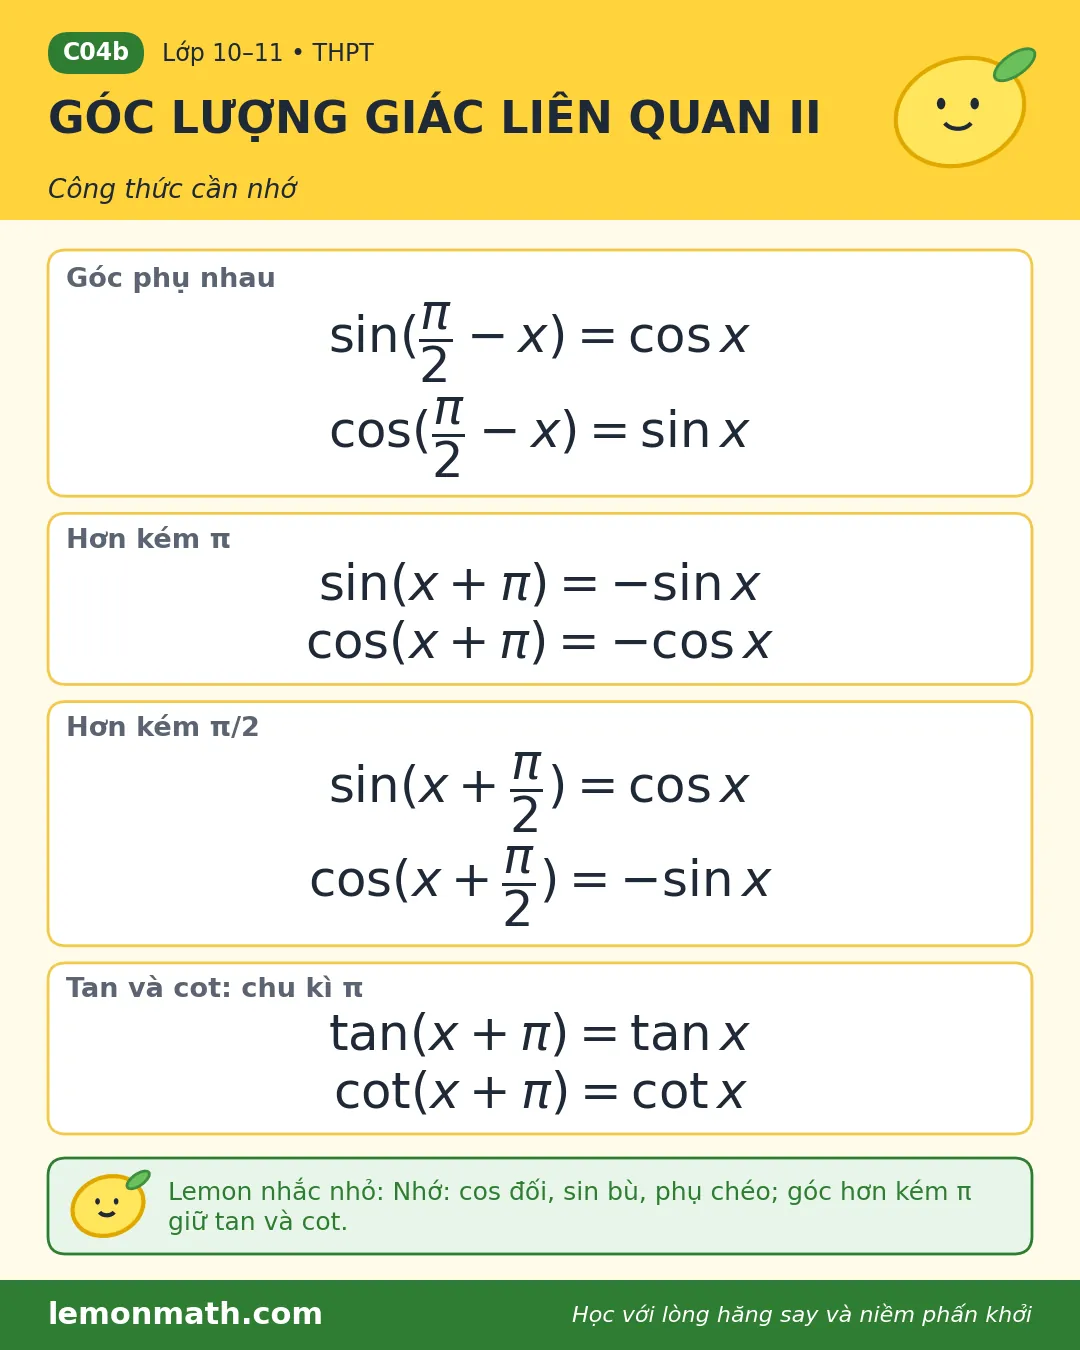 C04b Lớp 10–11 • THPT
GÓC LƯỢNG GIÁC LIÊN QUAN II
Công thức cần nhớ
Góc phụ nhau
sin(π/2 − x) = cos x
cos(π/2 − x) = sin x
Hơn kém π
sin(x + π) = −sin x
cos(x + π) = −cos x
Hơn kém π/2
sin(x + π/2) = cos x
cos(x + π/2) = −sin x
Tan và cot: chu kì π
tan(x + π) = tan x
cot(x + π) = cot x
Lemon nhắc nhỏ: Nhớ: cos đối, sin bù, phụ chéo; góc hơn kém π
giữ tan và cot.
lemonmath.com
Học với lòng hăng say và niềm phấn khởi